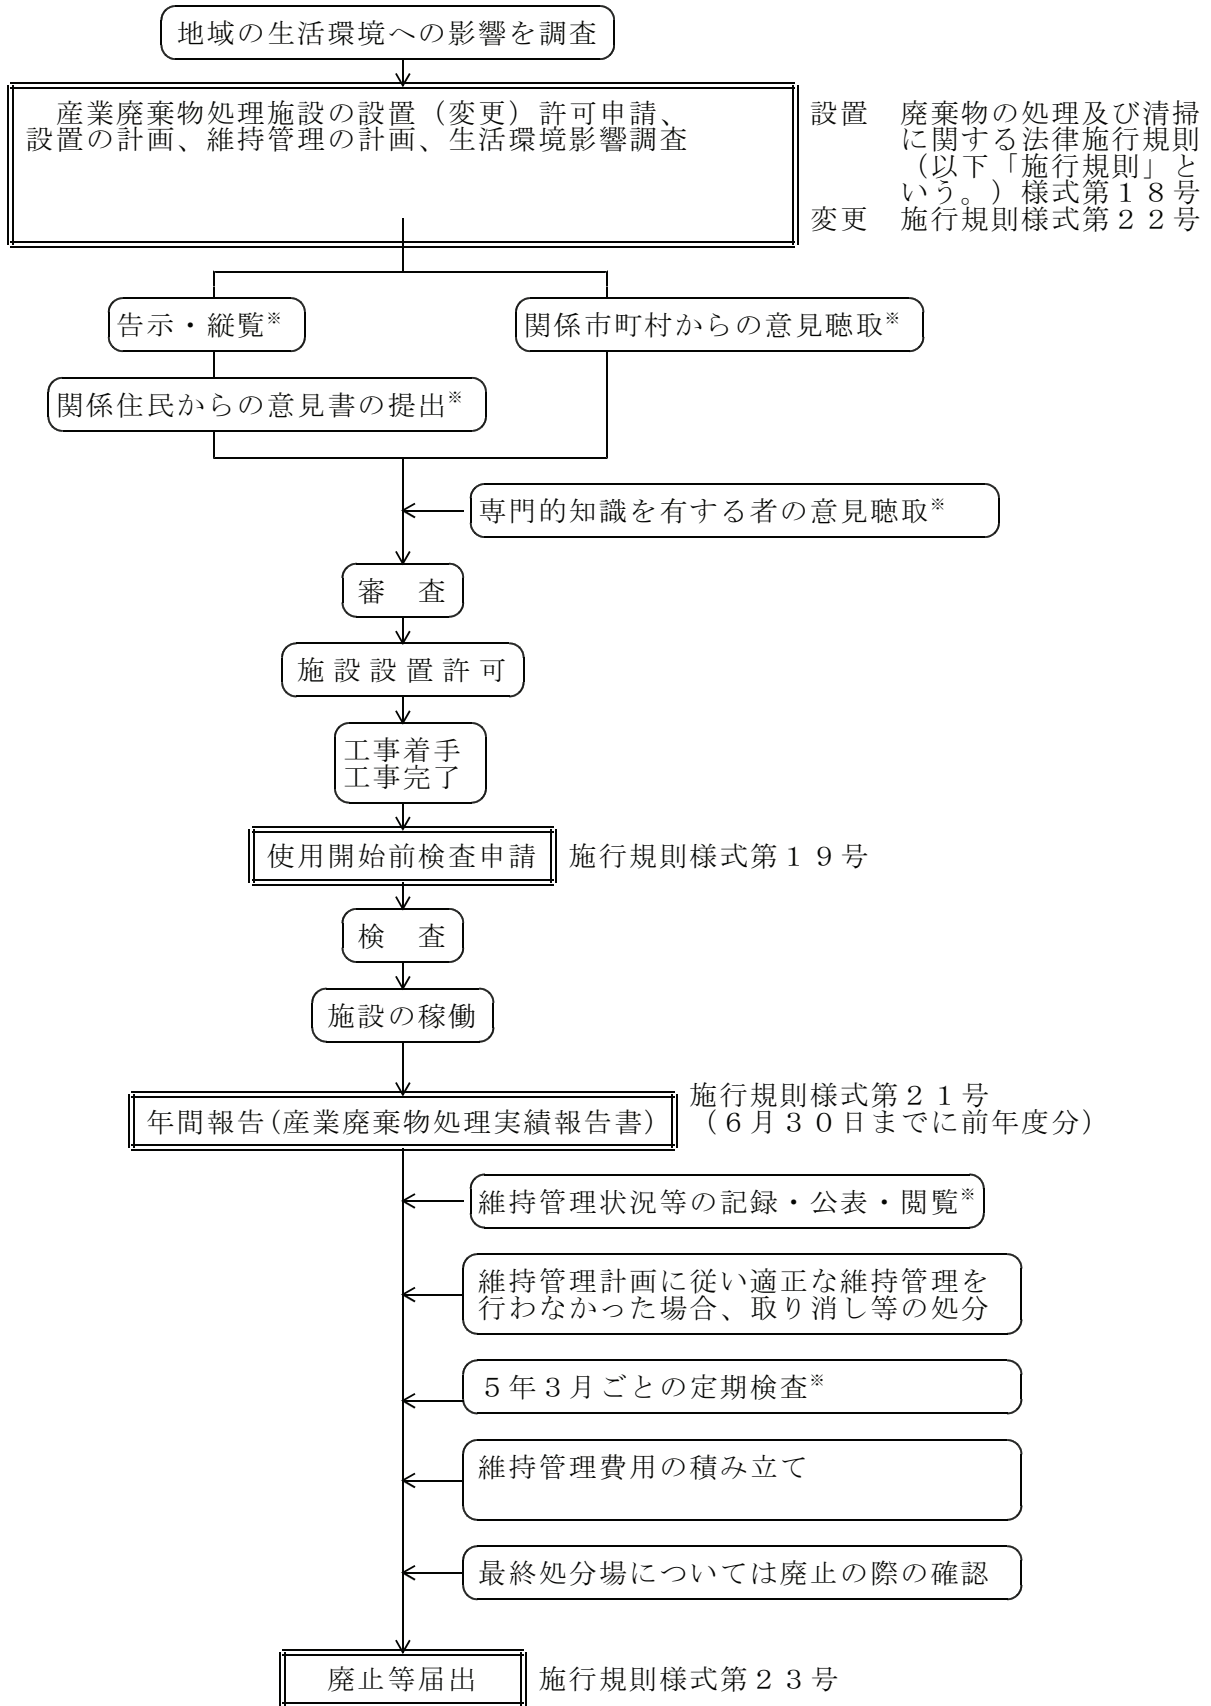 地域の生活環境への影響を調査
産業廃棄物処理施設の設置（変更）許可申請、
設置の計画、維持管理の計画、生活環境影響調査
設置　廃棄物の処理及び清掃
に関する法律施行規則
（以下「施行規則」と
いう。）様式第１８号
変更　施行規則様式第２２号
告示・縦覧※
関係市町村からの意見聴取※
関係住民からの意見書の提出※
専門的知識を有する者の意見聴取※
審　査
施設設置許可
工事着手
工事完了
使用開始前検査申請
施行規則様式第１９号
検　査
施設の稼働
年間報告(産業廃棄物処理実績報告書)
施行規則様式第２１号
（６月３０日までに前年度分）
維持管理状況等の記録・公表・閲覧※
維持管理計画に従い適正な維持管理を
行わなかった場合、取り消し等の処分
５年３月ごとの定期検査※
維持管理費用の積み立て
最終処分場については廃止の際の確認
廃止等届出
施行規則様式第２３号